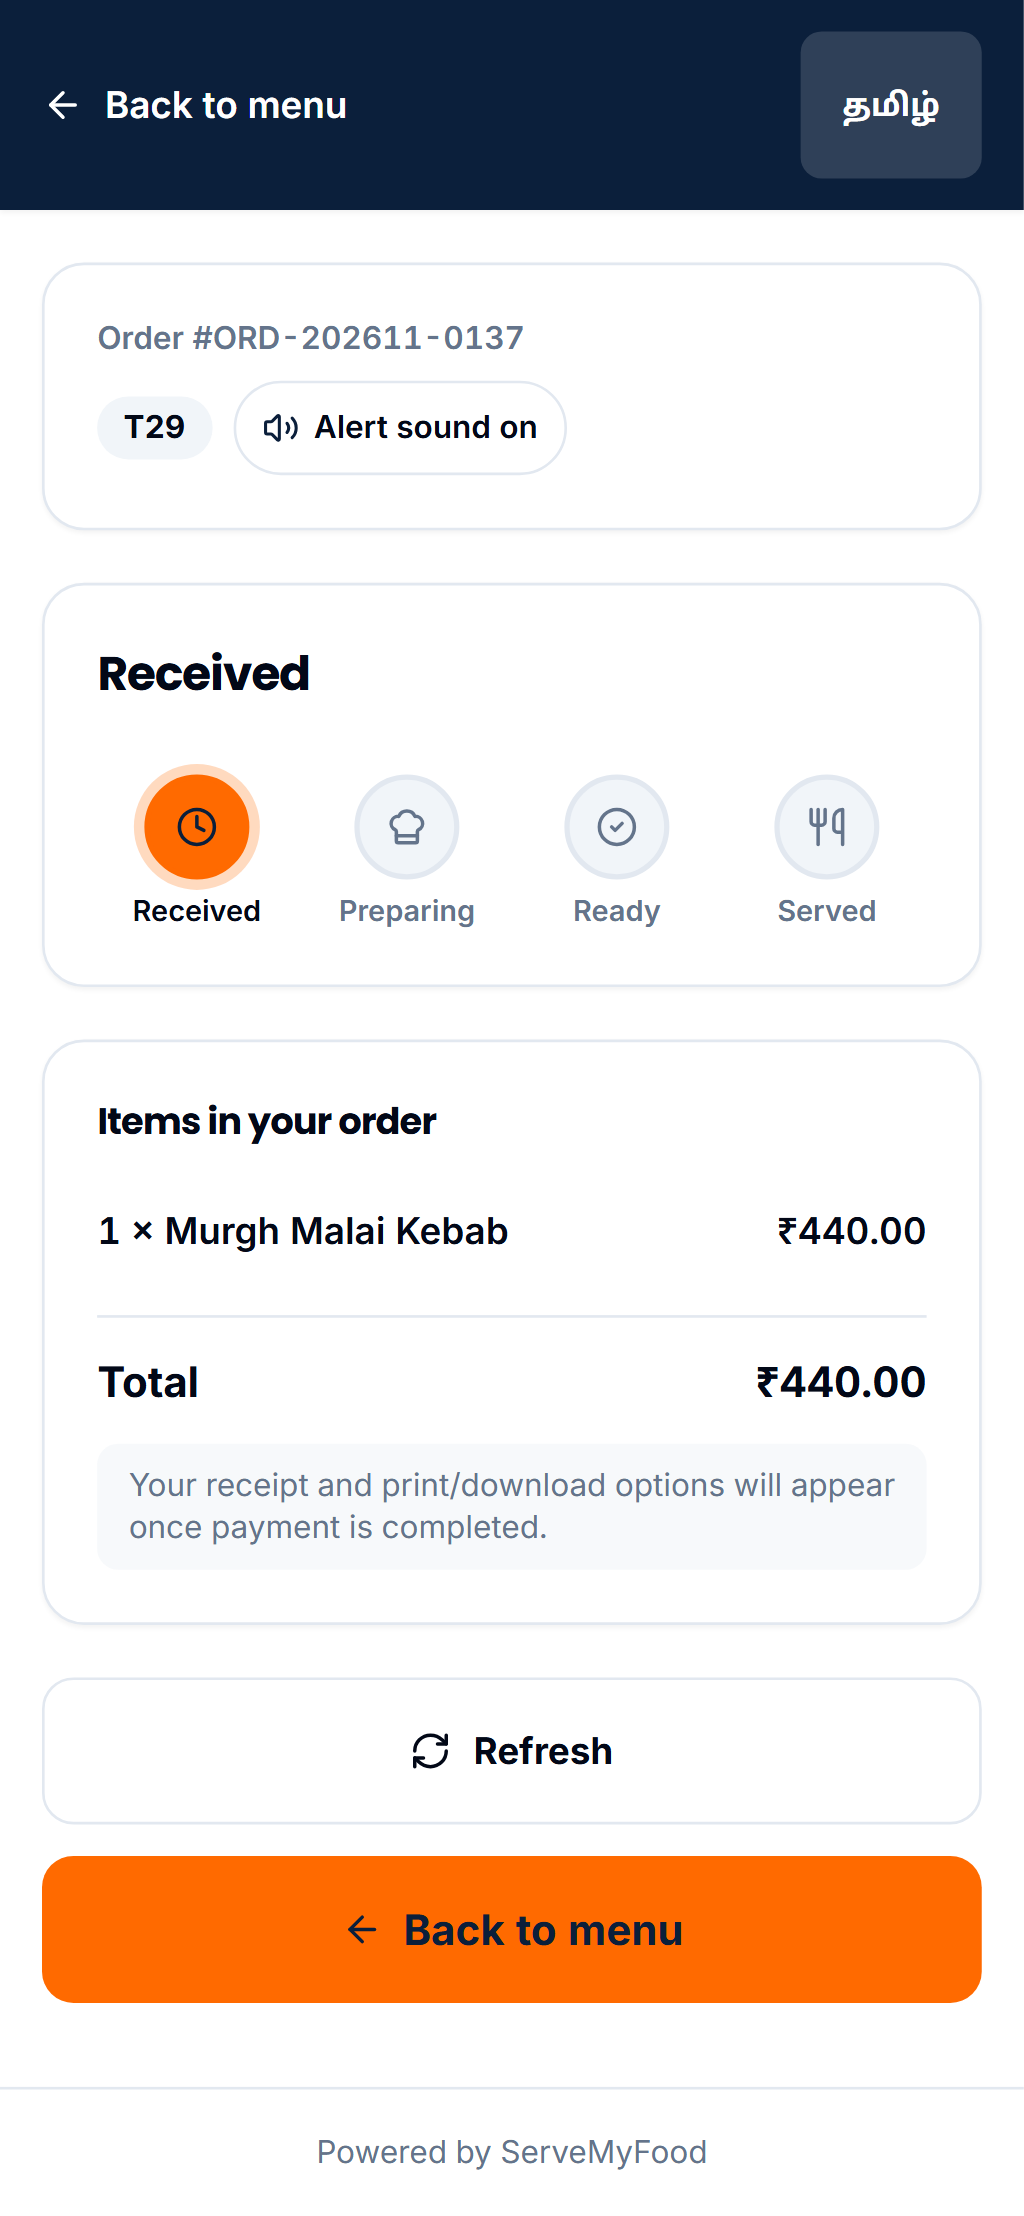 Back to menu
தமிழ்
Order #ORD-202611-0137
T29
Alert sound on
Received
Received
Preparing
Ready
Served
Items in your order
1 × Murgh Malai Kebab
₹440.00
Total
₹440.00
Your receipt and print/download options will appear
once payment is completed.
Refresh
Back to menu
Powered by ServeMyFood